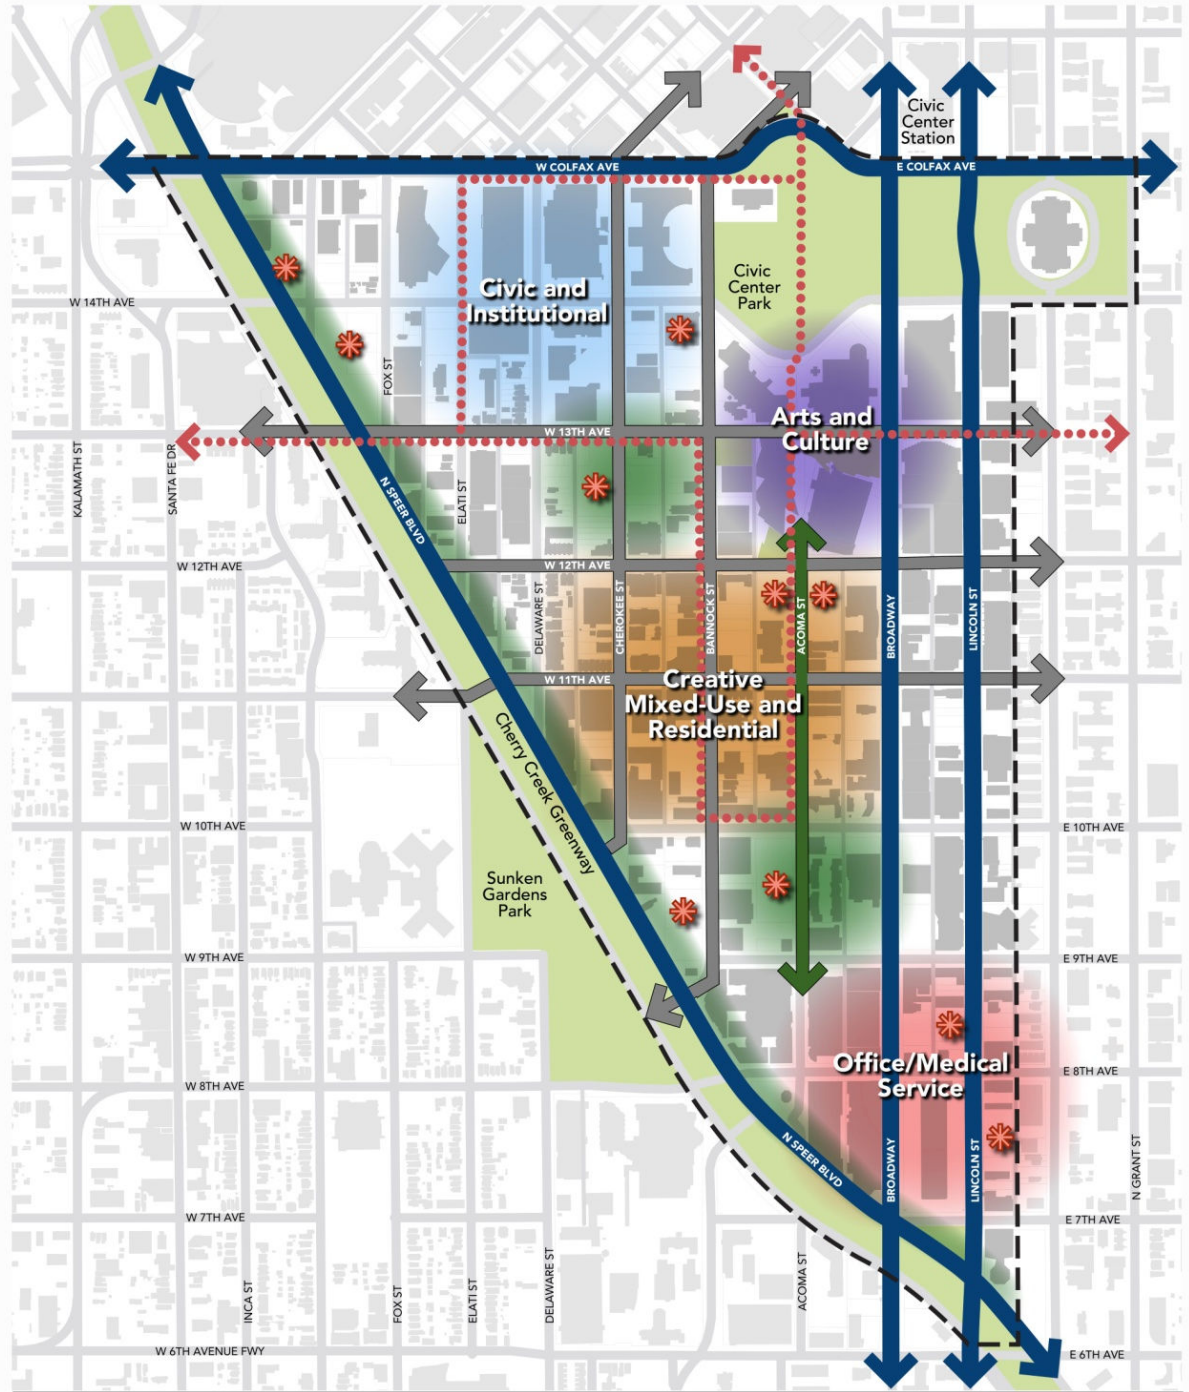 Civic
Center
Station
W COLFAX AVE
E COLFAX AVE
Civic and
Institutional
Civic
Center
Park
W 14TH AVE
FOX ST
Arts and
Culture
W 13TH AVE
KALAMATH ST
SANTA FE DR
N SPEER BLVD
ELATI ST
W 12TH AVE
W 12TH AVE
DELAWARE ST
CHEROKEE ST
BANNOCK ST
ACOMA ST
BROADWAY
LINCOLN ST
W 11TH AVE
Creative
Mixed-Use and
Residential
Cherry Creek Greenway
W 10TH AVE
E 10TH AVE
Sunken
Gardens
Park
W 9TH AVE
E 9TH AVE
Office/Medical
Service
W 8TH AVE
E 8TH AVE
N SPEER BLVD
BROADWAY
LINCOLN ST
N GRANT ST
W 7TH AVE
E 7TH AVE
INCA ST
FOX ST
ELATI ST
DELAWARE ST
ACOMA ST
W 6TH AVENUE FWY
E 6TH AVE